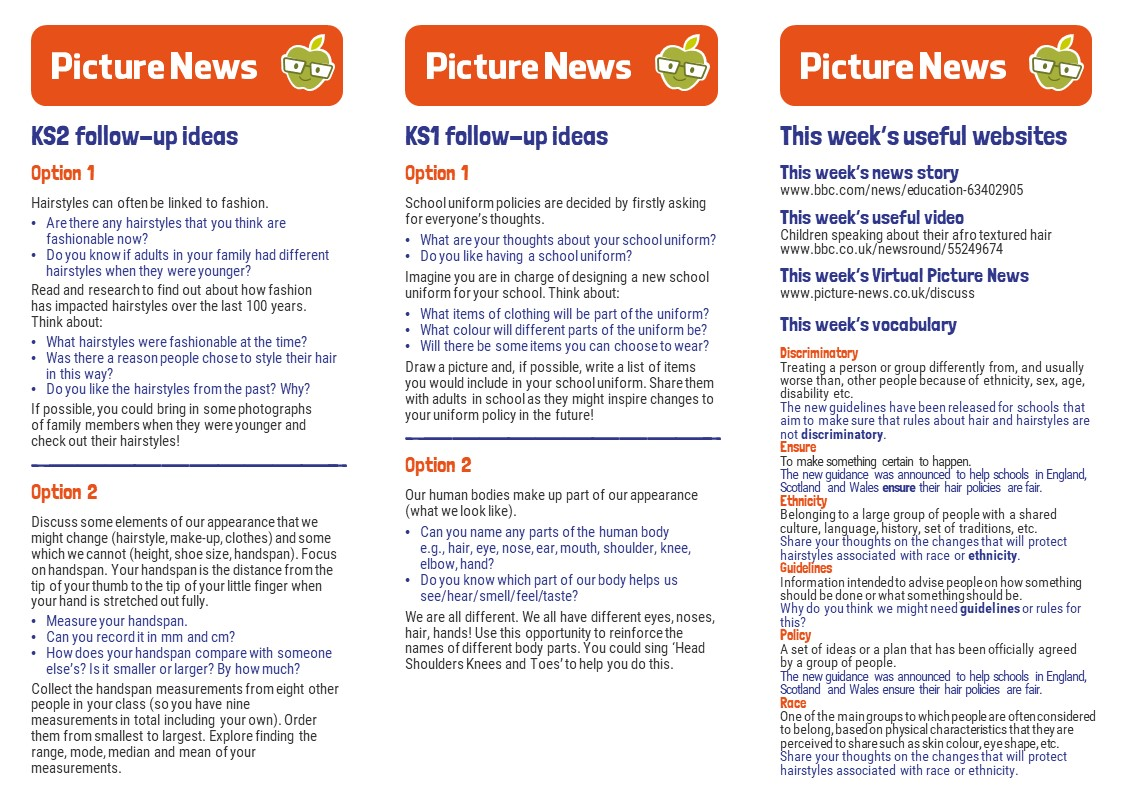 Picture News
KS2 follow-up ideas
Option 1
Hairstyles can often be linked to fashion.
• Are there any hairstyles that you think are
fashionable now?
• Do you know if adults in your family had different
hairstyles when they were younger?
Read and research to find out about how fashion
has impacted hairstyles over the last 100 years.
Think about:
• What hairstyles were fashionable at the time?
• Was there a reason people chose to style their hair
in this way?
• Do you like the hairstyles from the past? Why?
If possible, you could bring in some photographs
of family members when they were younger and
check out their hairstyles!
Option 2
Discuss some elements of our appearance that we
might change (hairstyle, make-up, clothes) and some
which we cannot (height, shoe size, handspan). Focus
on handspan. Your handspan is the distance from the
tip of your thumb to the tip of your little finger when
your hand is stretched out fully.
• Measure your handspan.
• Can you record it in mm and cm?
• How does your handspan compare with someone
else's? Is it smaller or larger? By how much?
Collect the handspan measurements from eight other
people in your class (so you have nine
measurements in total including your own). Order
them from smallest to largest. Explore finding the
range, mode, median and mean of your
measurements.
Picture News
KS1 follow-up ideas
Option 1
School uniform policies are decided by firstly asking
for everyone's thoughts.
• What are your thoughts about your school uniform?
• Do you like having a school uniform?
Imagine you are in charge of designing a new school
uniform for your school. Think about:
• What items of clothing will be part of the uniform?
• What colour will different parts of the uniform be?
• Will there be some items you can choose to wear?
Draw a picture and, if possible, write a list of items
you would include in your school uniform. Share them
with adults in school as they might inspire changes to
your uniform policy in the future!
Option 2
Our human bodies make up part of our appearance
(what we look like).
• Can you name any parts of the human body
e.g., hair, eye, nose, ear, mouth, shoulder, knee,
elbow, hand?
• Do you know which part of our body helps us
see/hear/smell/feel/taste?
We are all different. We all have different eyes, noses,
hair, hands! Use this opportunity to reinforce the
names of different body parts. You could sing ‘Head
Shoulders Knees and Toes’ to help you do this.
Picture News
This week's useful websites
This week's news story
www.bbc.com/news/education-63402905
This week's useful video
Children speaking about their afro textured hair
www.bbc.co.uk/newsround/55249674
This week's Virtual Picture News
www.picture-news.co.uk/discuss
This week's vocabulary
Discriminatory
Treating a person or group differently from, and usually
worse than, other people because of ethnicity, sex, age,
disability etc.
The new guidelines have been released for schools that
aim to make sure that rules about hair and hairstyles are
not discriminatory.
Ensure
To make something certain to happen.
The new guidance was announced to help schools in England,
Scotland and Wales ensure their hair policies are fair.
Ethnicity
Belonging to a large group of people with a shared
culture, language, history, set of traditions, etc.
Share your thoughts on the changes that will protect
hairstyles associated with race or ethnicity.
Guidelines
Information intended to advise people on how something
should be done or what something should be.
Why do you think we might need guidelines or rules for
this?
Policy
A set of ideas or a plan that has been officially agreed
by a group of people.
The new guidance was announced to help schools in England,
Scotland and Wales ensure their hair policies are fair.
Race
One of the main groups to which people are often considered
to belong, based on physical characteristics that they are
perceived to share such as skin colour, eye shape, etc.
Share your thoughts on the changes that will protect
hairstyles associated with race or ethnicity.